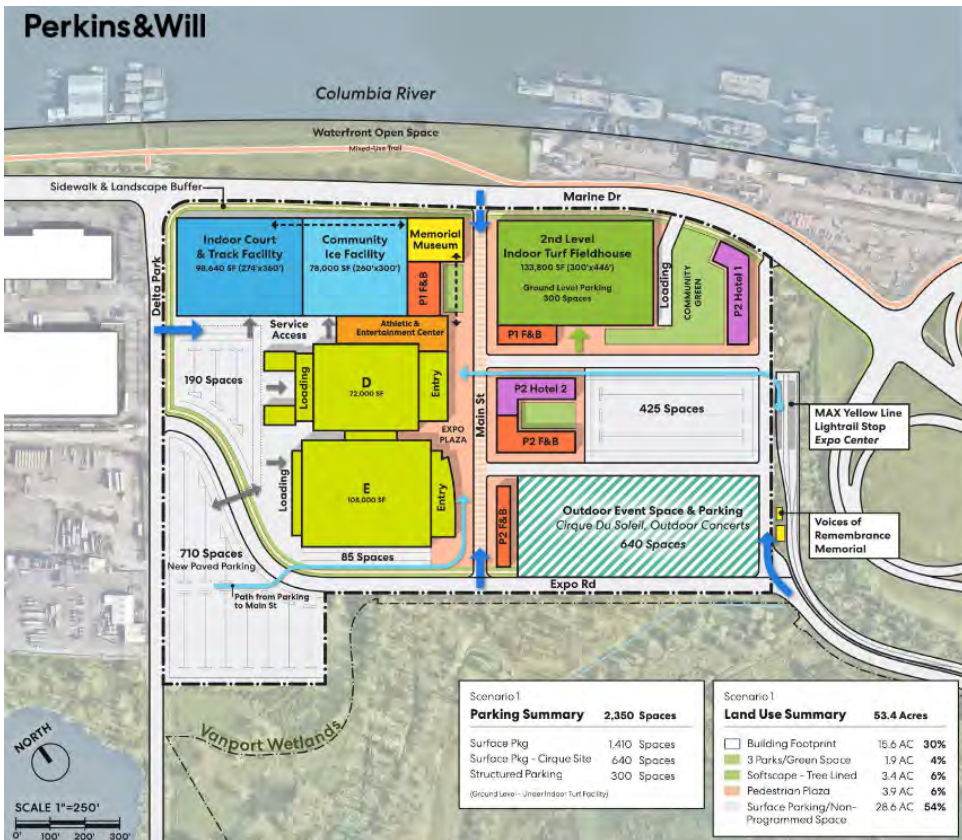 Perkins&Will
Columbia River
Waterfront Open Space
Mixed-Use Trail
Sidewalk & Landscape Buffer
Marine Dr
Delta Park
Indoor Court
& Track Facility
98,640 SF (274'x360')
Community
Ice Facility
78,000 SF (260'x300')
Memorial
Museum
P1 F&B
2nd Level
Indoor Turf Fieldhouse
133,800 SF (300'x446')
Ground Level Parking
300 Spaces
Loading
COMMUNITY
GREEN
P2 Hotel 1
Service
Access
Athletic &
Entertainment Center
P1 F&B
190 Spaces
Loading
D
72,000 SF
Entry
EXPO
PLAZA
Main St
P2 Hotel 2
P2 F&B
425 Spaces
MAX Yellow Line
Lightrail Stop
Expo Center
Loading
E
108,000 SF
Entry
P2 F&B
Outdoor Event Space & Parking
Cirque Du Soleil, Outdoor Concerts
640 Spaces
Voices of
Remembrance
Memorial
710 Spaces
New Paved Parking
85 Spaces
Path from Parking
to Main St
Expo Rd
Vanport Wetlands
NORTH
SCALE 1"=250'
0' 100' 200' 300'
Scenario 1
Parking Summary 2,350 Spaces
Surface Pkg 1,410 Spaces
Surface Pkg - Cirque Site 640 Spaces
Structured Parking 300 Spaces
(Ground Level - Under Indoor Turf Facility)
Scenario 1
Land Use Summary 53.4 Acres
Building Footprint 15.6 AC 30%
3 Parks/Green Space 1.9 AC 4%
Softscape - Tree Lined 3.4 AC 6%
Pedestrian Plaza 3.9 AC 6%
Surface Parking/Non-
Programmed Space 28.6 AC 54%